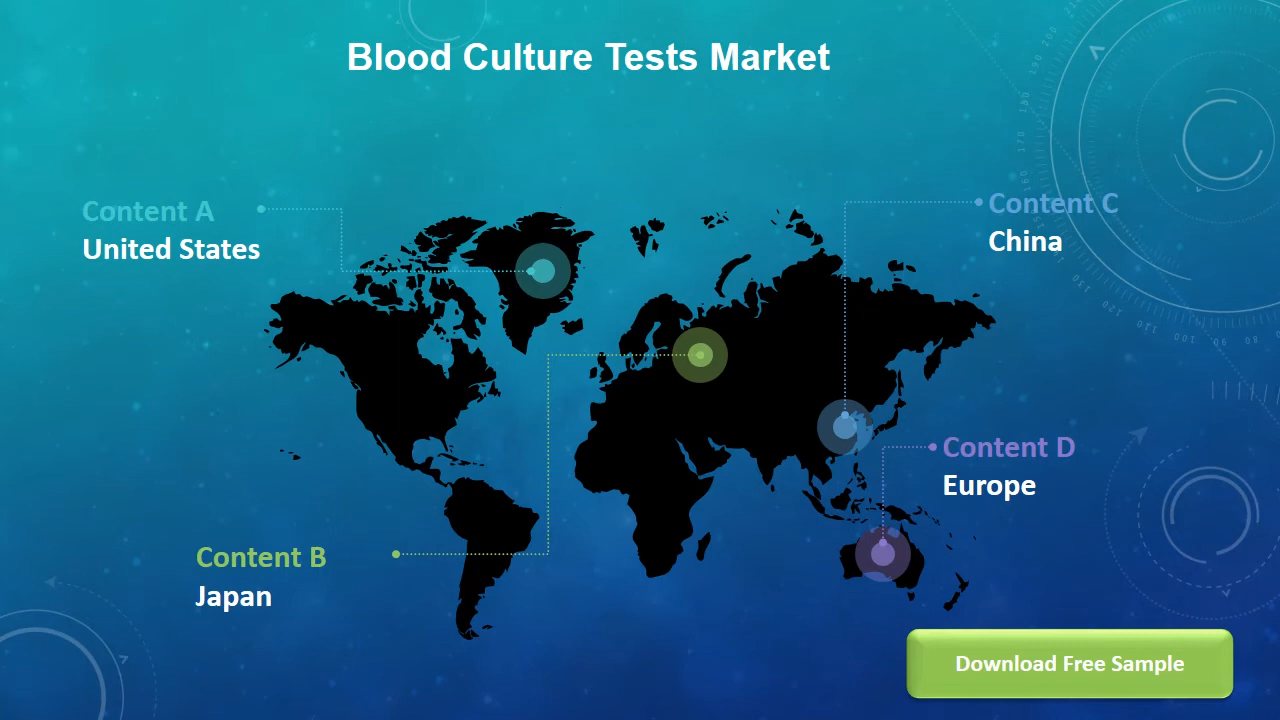 Blood Culture Tests Market
Content A
United States
Content C
China
Content D
Europe
Content B
Japan
Download Free Sample